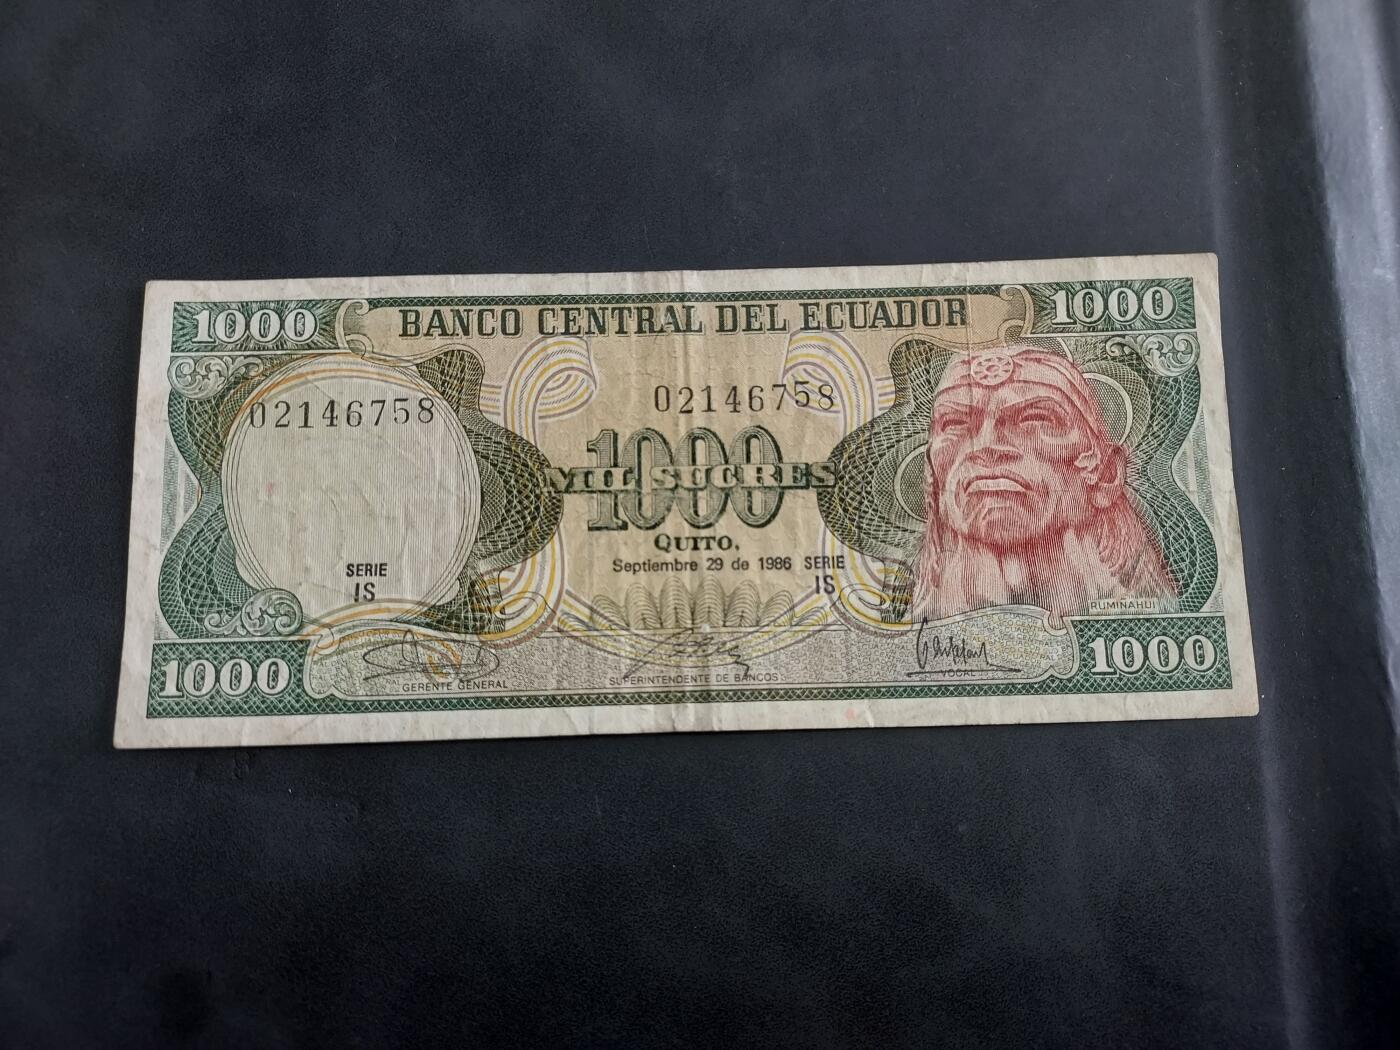 1000
BANCO CENTRAL DEL ECUADOR
1000
02146758
02146758
1000
MIL SUCRES
QUITO,
Septiembre 29 de 1986 SERIE
IS
SERIE
IS
RUMIÑAHUI
1000
GERENTE GENERAL
SUPERINTENDENTE DE BANCOS
VOCAL
1000